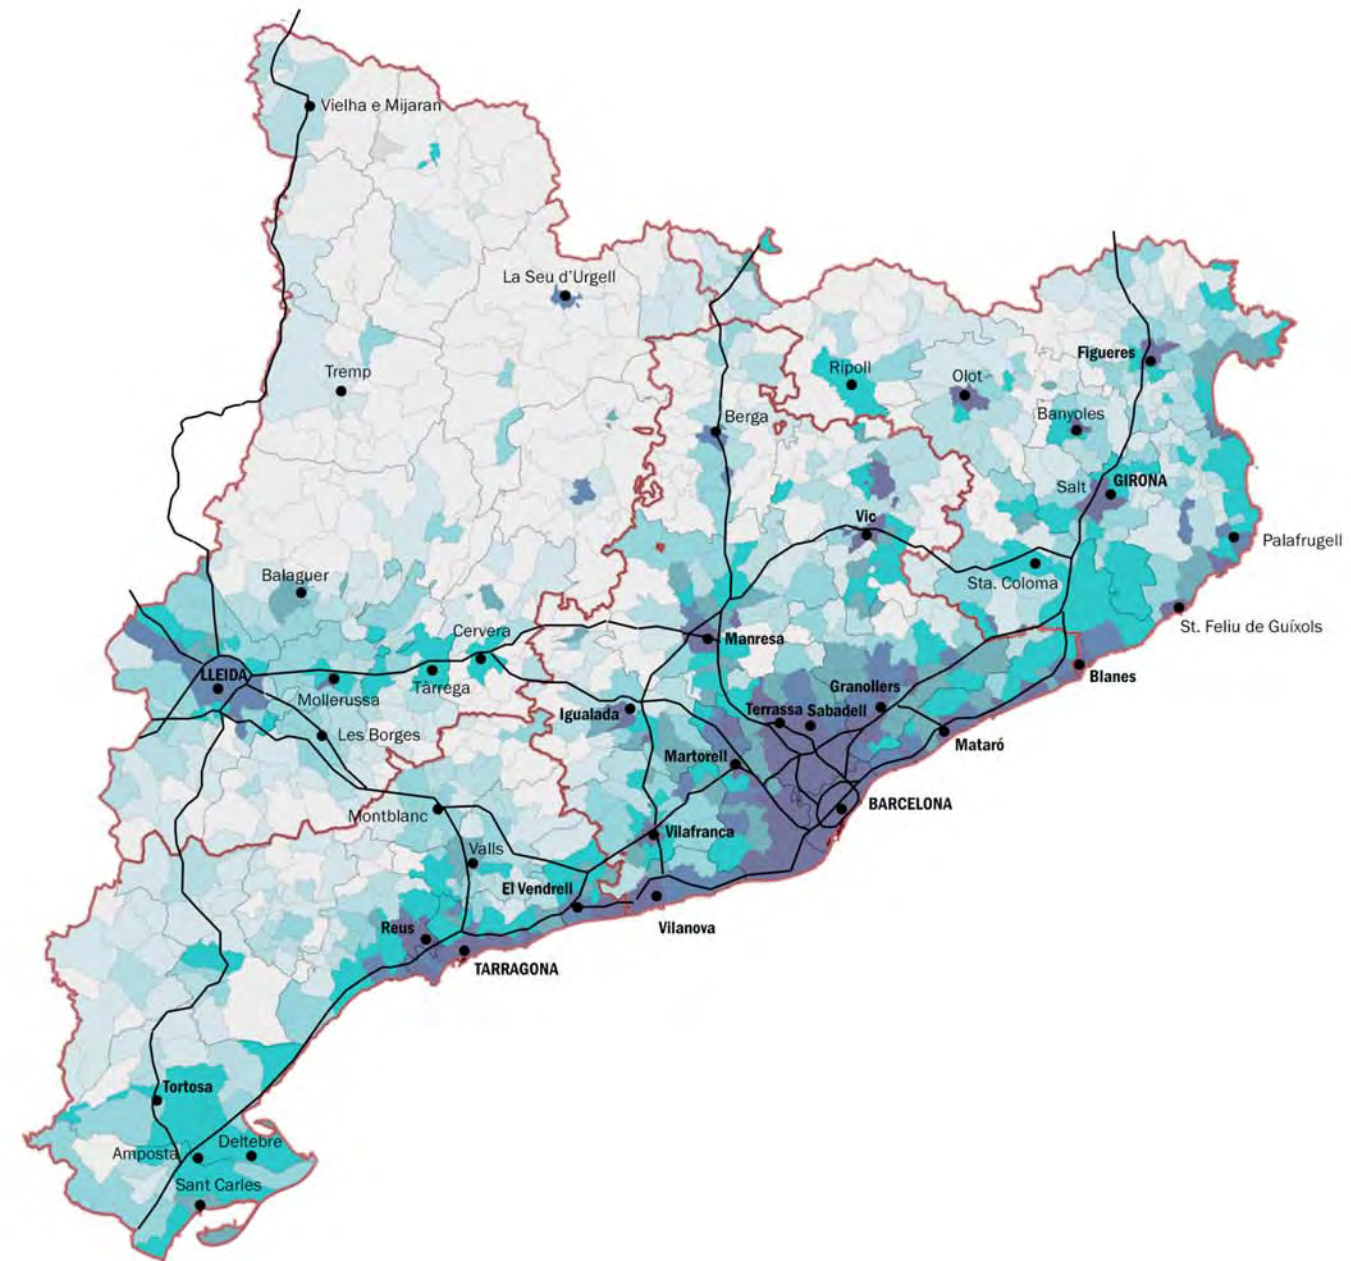 Vielha e Mijaran
La Seu d'Urgell
Tremp
Ripoll
Olot
Figueres
Berga
Banyoles
Salt
GIRONA
Vic
Palafrugell
Balaguer
Sta. Coloma
St. Feliu de Guíxols
Cervera
Manresa
LLEIDA
Mollerussa
Tàrrega
Blanes
Granollers
Igualada
Terrassa
Sabadell
Les Borges
Martorell
Mataró
BARCELONA
Montblanc
Vilafranca
Valls
El Vendrell
Reus
Vilanova
TARRAGONA
Tortosa
Amposta
Deltebre
Sant Carles